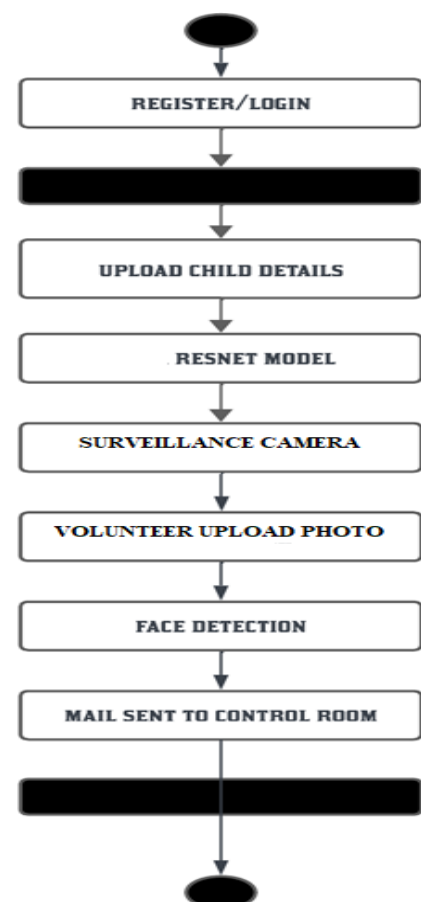 REGISTER/LOGIN
UPLOAD CHILD DETAILS
RESNET MODEL
SURVEILLANCE CAMERA
VOLUNTEER UPLOAD PHOTO
FACE DETECTION
MAIL SENT TO CONTROL ROOM